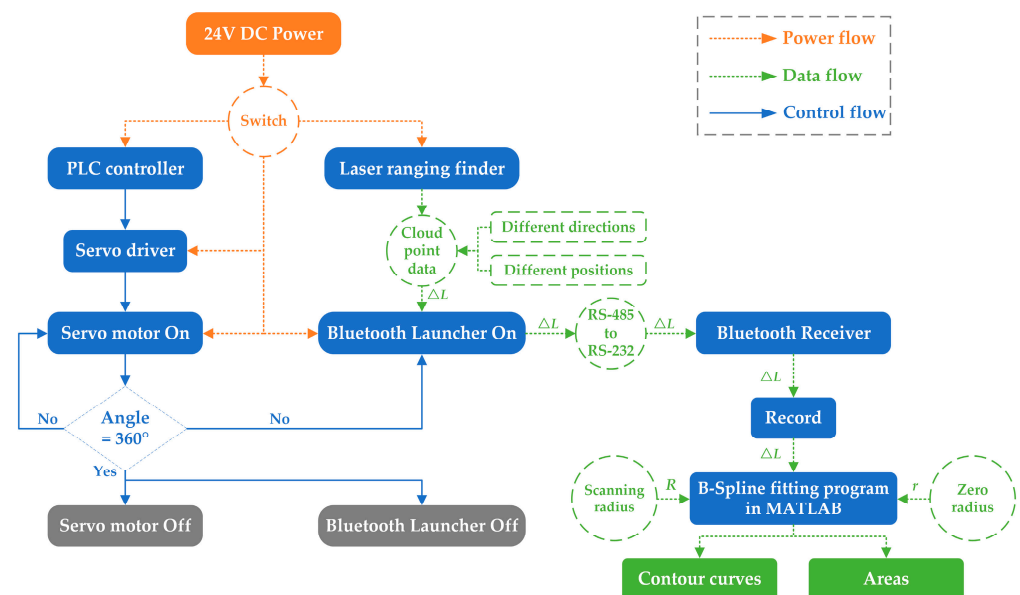 24V DC Power
Power flow
Data flow
Control flow
Switch
PLC controller
Laser ranging finder
Servo driver
Cloud
point
data
Different directions
Different positions
△L
Servo motor On
Bluetooth Launcher On
△L
RS-485
to
RS-232
△L
Bluetooth Receiver
△L
No
Angle
= 360°
No
Record
△L
Yes
Scanning
radius
R
B-Spline fitting program
in MATLAB
r
Zero
radius
Servo motor Off
Bluetooth Launcher Off
Contour curves
Areas